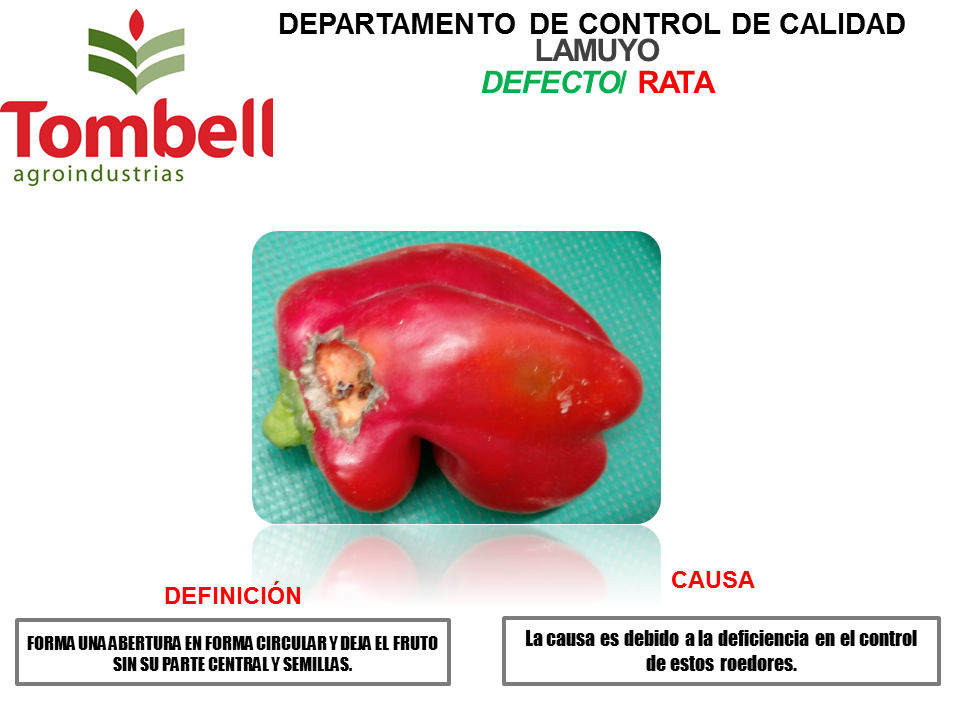 DEPARTAMENTO DE CONTROL DE CALIDAD
LAMUYO
DEFECTO/ RATA
Tombell
agroindustrias
CAUSA
DEFINICIÓN
FORMA UNA ABERTURA EN FORMA CIRCULAR Y DEJA EL FRUTO
SIN SU PARTE CENTRAL Y SEMILLAS.
La causa es debido a la deficiencia en el control
de estos roedores.